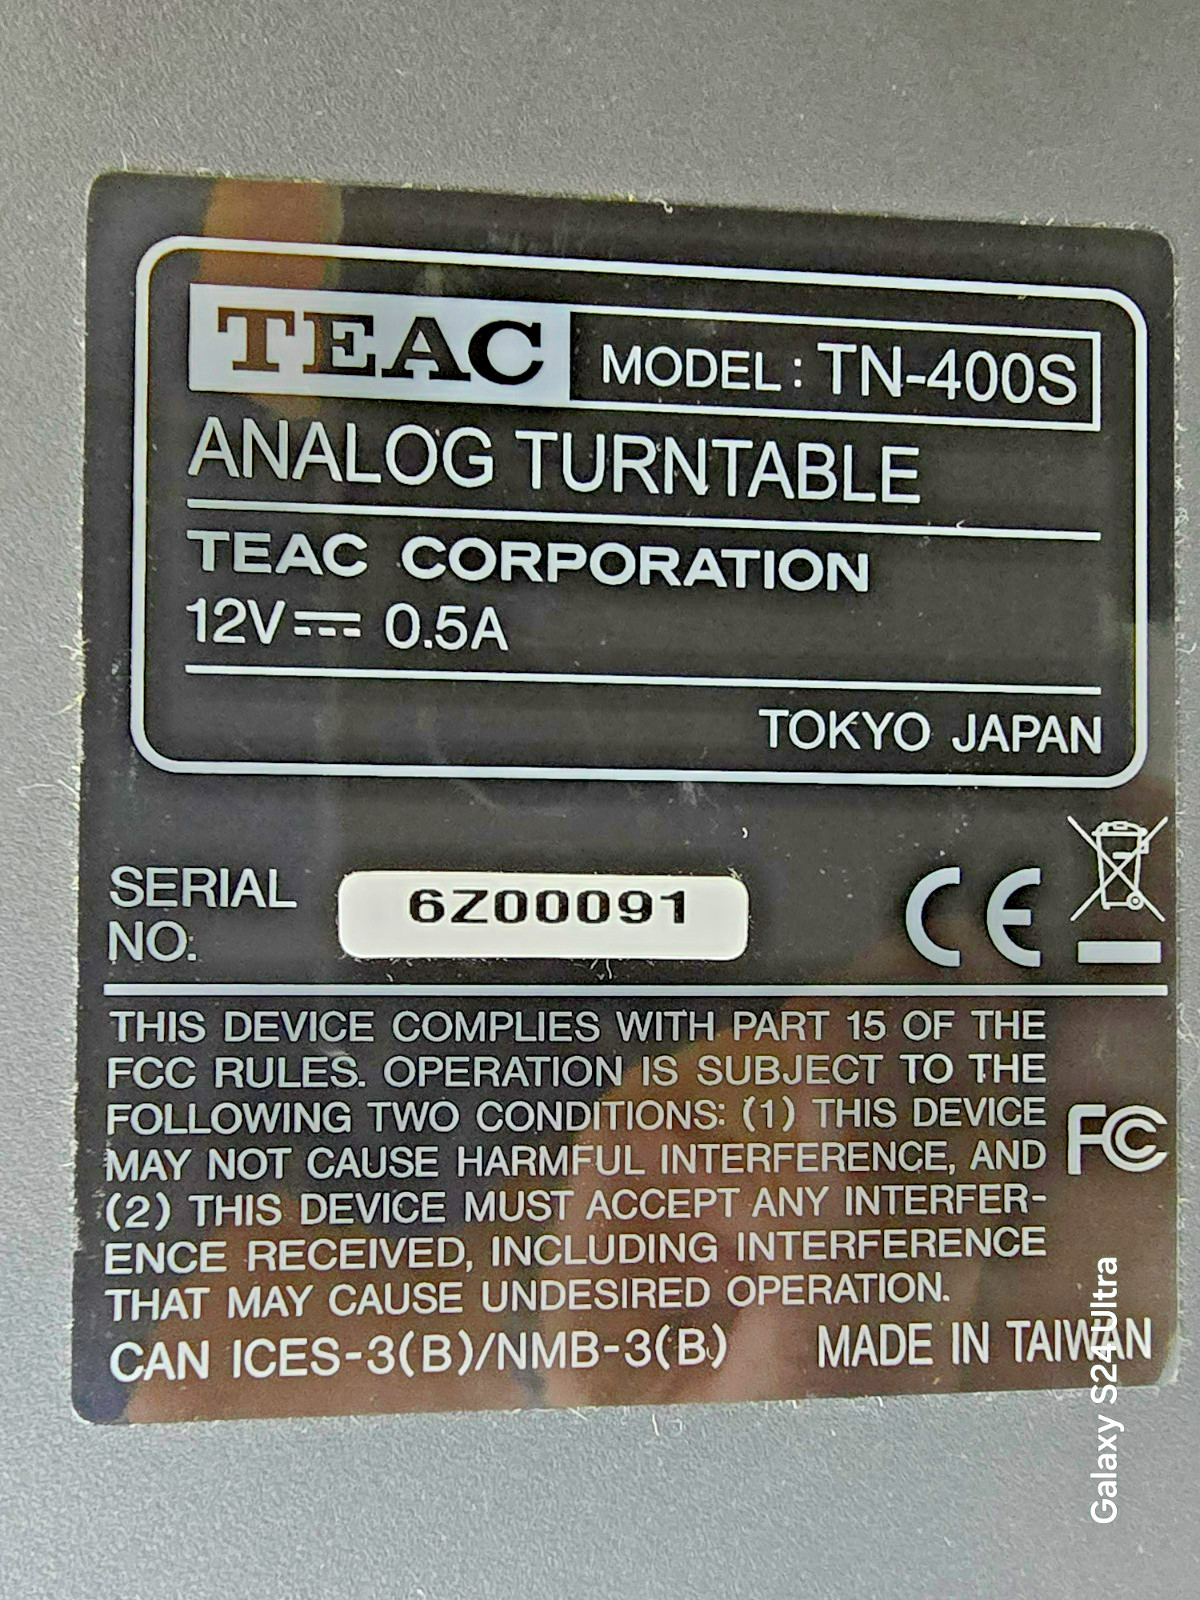 TEAC MODEL : TN-400S
ANALOG TURNTABLE
TEAC CORPORATION
12V⎓ 0.5A
TOKYO JAPAN
SERIAL
NO:
6Z00091
CE
THIS DEVICE COMPLIES WITH PART 15 OF THE
FCC RULES. OPERATION IS SUBJECT TO THE
FOLLOWING TWO CONDITIONS: (1) THIS DEVICE
MAY NOT CAUSE HARMFUL INTERFERENCE, AND
(2) THIS DEVICE MUST ACCEPT ANY INTERFER-
ENCE RECEIVED, INCLUDING INTERFERENCE
THAT MAY CAUSE UNDESIRED OPERATION.
FC
CAN ICES-3(B)/NMB-3(B) MADE IN TAIWAN
Galaxy S24 Ultra